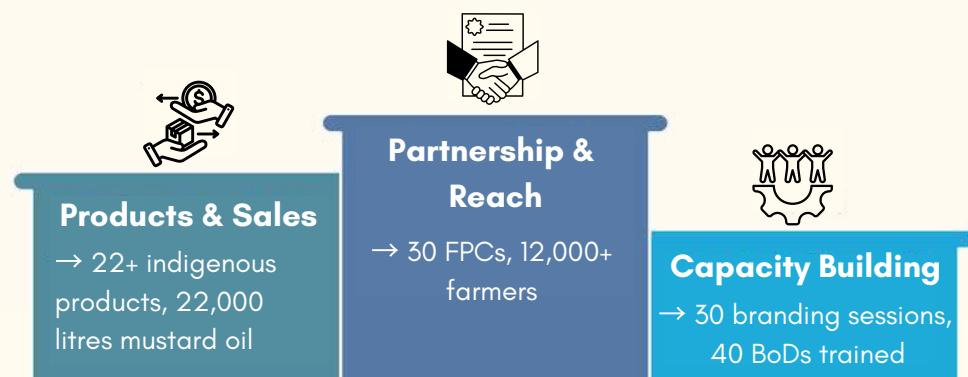 Products & Sales
→ 22+ indigenous
products, 22,000
litres mustard oil
Partnership &
Reach
→ 30 FPCs, 12,000+
farmers
Capacity Building
→ 30 branding sessions,
40 BoDs trained